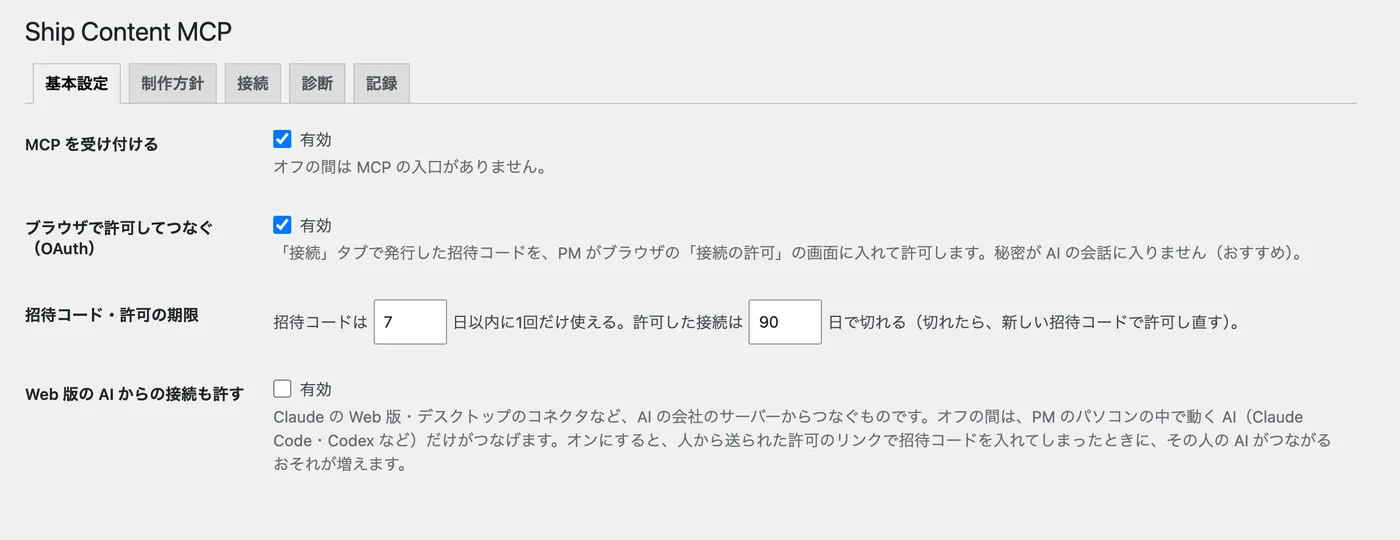 Ship Content MCP
基本設定 制作方針 接続 診断 記録
MCP を受け付ける
有効
オフの間は MCP の入口がありません。
ブラウザで許可してつなぐ
（OAuth）
有効
「接続」タブで発行した招待コードを、PM がブラウザの「接続の許可」の画面に入れて許可します。秘密が AI の会話に入りません（おすすめ）。
招待コード・許可の期限
招待コードは 7 日以内に1回だけ使える。許可した接続は 90 日で切れる（切れたら、新しい招待コードで許可し直す）。
Web 版の AI からの接続も許す
有効
Claude の Web 版・デスクトップのコネクタなど、AI の会社のサーバーからつなぐものです。オフの間は、PM のパソコンの中で動く AI（Claude
Code・Codex など）だけがつなげます。オンにすると、人から送られた許可のリンクで招待コードを入れてしまったときに、その人の AI がつながる
おそれが増えます。